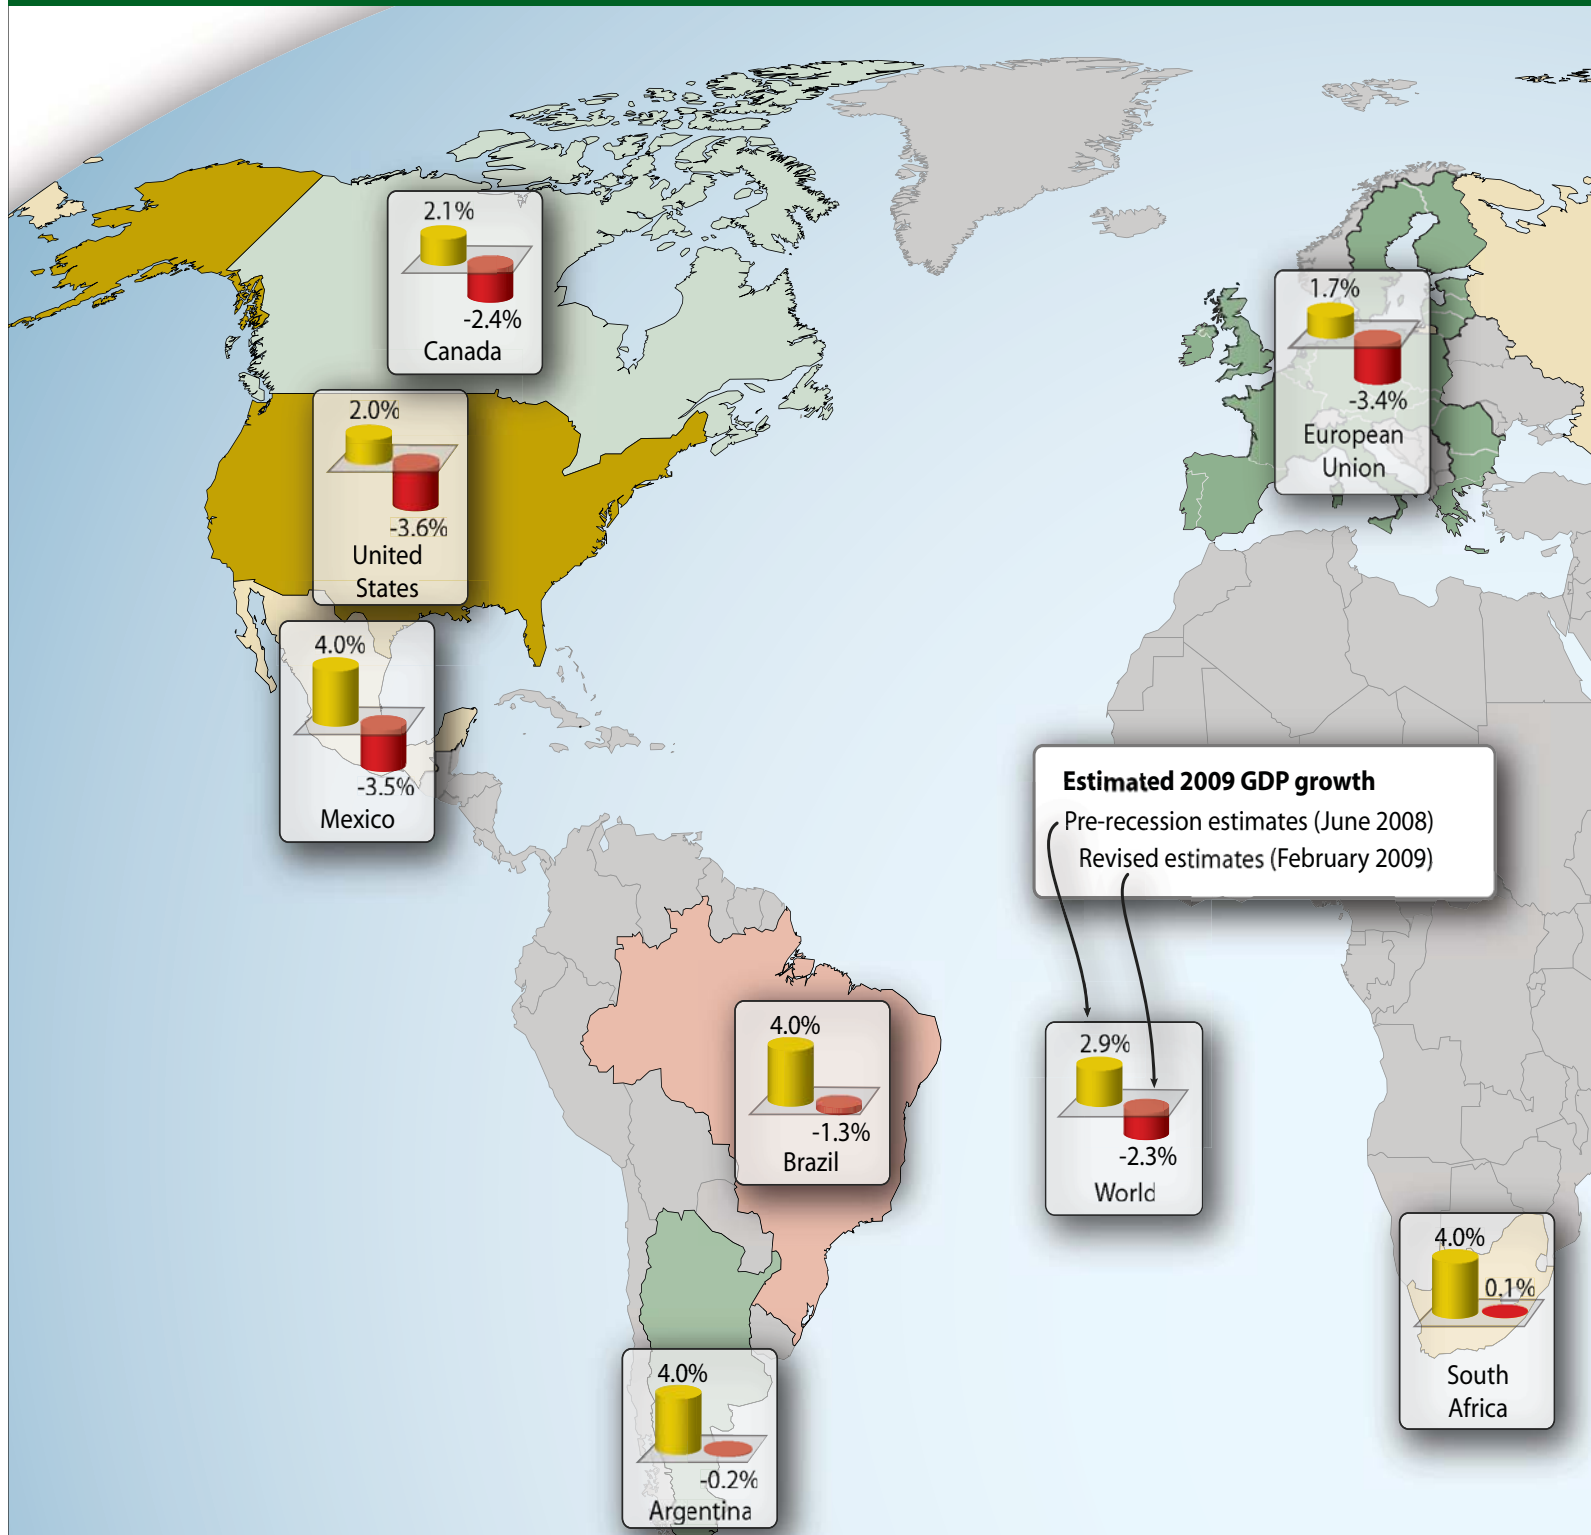 2.1%
-2.4%
Canada
1.7%
-3.4%
European
Union
2.0%
-3.6%
United
States
4.0%
-3.5%
Mexico
Estimated 2009 GDP growth
Pre-recession estimates (June 2008)
Revised estimates (February 2009)
4.0%
-1.3%
Brazil
2.9%
-2.3%
World
4.0%
0.1%
South
Africa
4.0%
-0.2%
Argentina